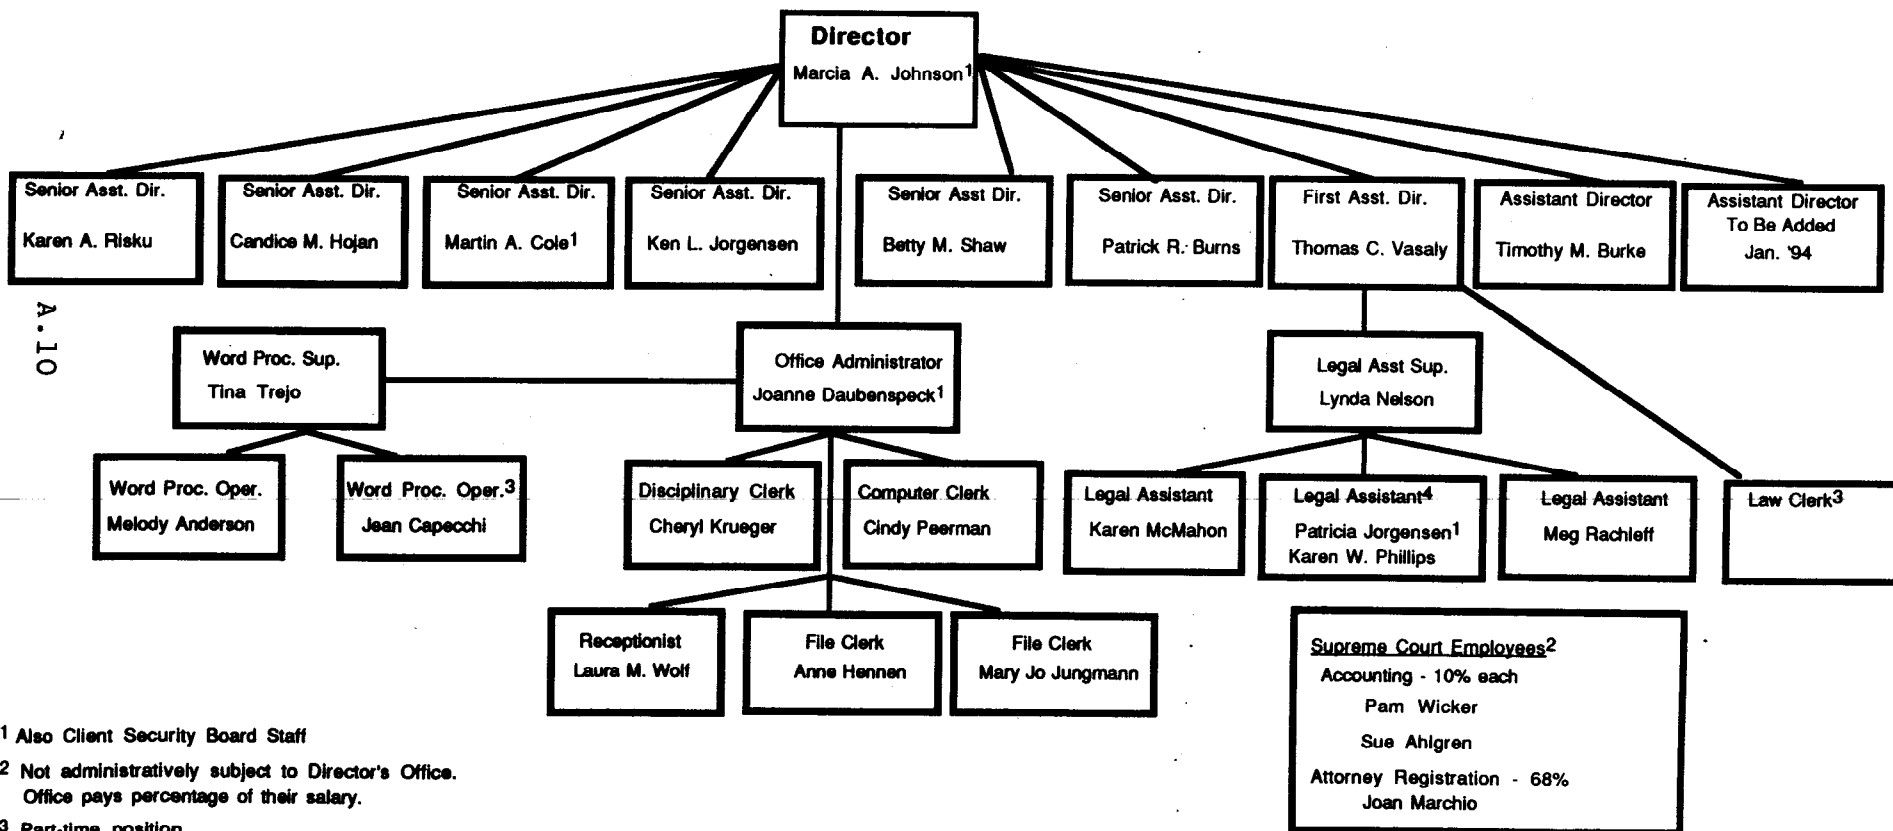 Director
Marcia A. Johnson1
Senior Asst. Dir.
Karen A. Risku
Senior Asst. Dir.
Candice M. Hojan
Senior Asst. Dir.
Martin A. Cole1
Senior Asst. Dir.
Ken L. Jorgensen
Senior Asst Dir.
Betty M. Shaw
Senior Asst. Dir.
Patrick R. Burns
First Asst. Dir.
Thomas C. Vasaly
Assistant Director
Timothy M. Burke
Assistant Director
To Be Added
Jan. '94
A.10
Word Proc. Sup.
Tina Trejo
Office Administrator
Joanne Daubenspeck1
Legal Asst Sup.
Lynda Nelson
Word Proc. Oper.
Melody Anderson
Word Proc. Oper.3
Jean Capecchi
Disciplinary Clerk
Cheryl Krueger
Computer Clerk
Cindy Peerman
Legal Assistant
Karen McMahon
Legal Assistant4
Patricia Jorgensen1
Karen W. Phillips
Legal Assistant
Meg Rachleff
Law Clerk3
Receptionist
Laura M. Wolf
File Clerk
Anne Hennen
File Clerk
Mary Jo Jungmann
Supreme Court Employees2
Accounting - 10% each
Pam Wicker
Sue Ahlgren
Attorney Registration - 68%
Joan Marchio
1 Also Client Security Board Staff
2 Not administratively subject to Director's Office.
Office pays percentage of their salary.
3 Part-time position